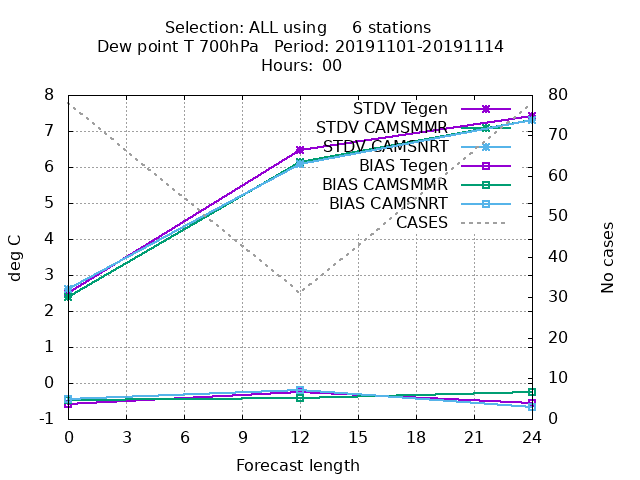 Selection: ALL using 6 stations
Dew point T 700hPa Period: 20191101-20191114
Hours: 00
8
7
6
5
4
3
2
1
0
-1
deg C
STDV Tegen
STDV CAMSMMR
STDV CAMSNRT
BIAS Tegen
BIAS CAMSMMR
BIAS CAMSNRT
CASES
80
70
60
50
40
30
20
10
0
No cases
0 3 6 9 12 15 18 21 24
Forecast length